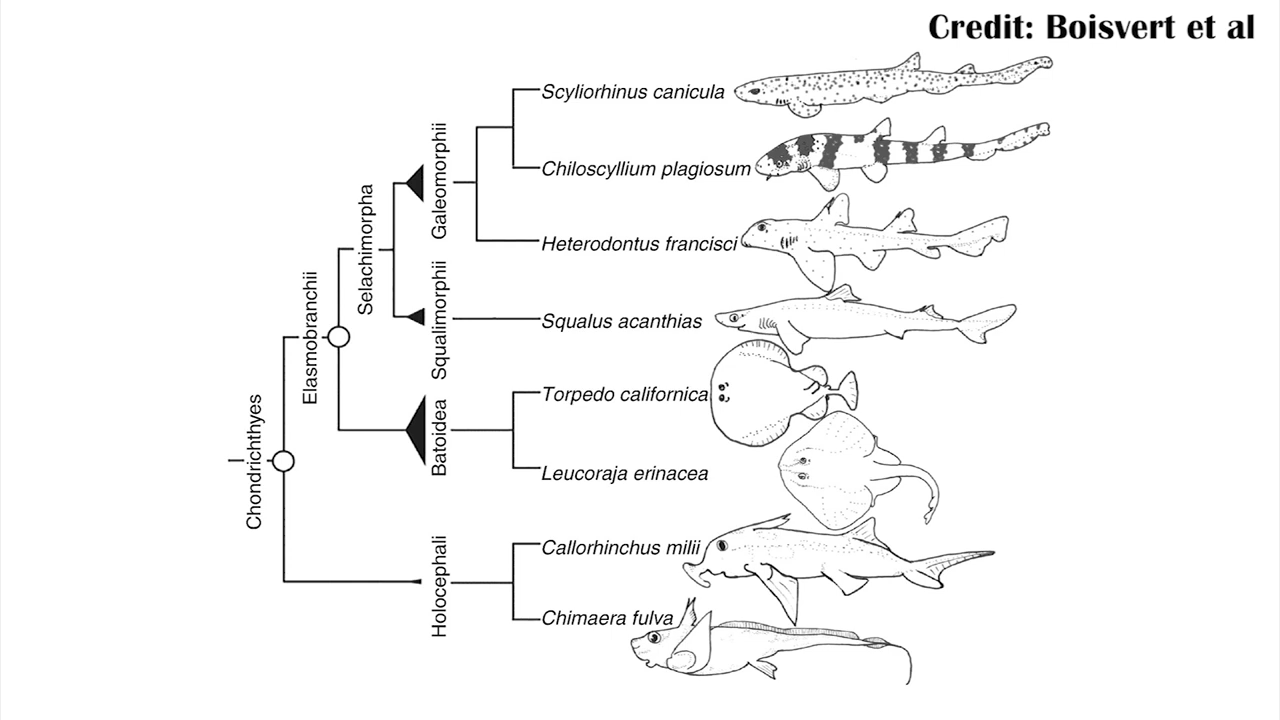 Credit: Boisvert et al
Scyliorhinus canicula
Chiloscyllium plagiosum
Heterodontus francisci
Squalus acanthias
Torpedo californica
Leucoraja erinacea
Callorhinchus milii
Chimaera fulva
Galeomorphii
Squalimorphii
Batoidea
Holocephali
Selachimorpha
Elasmobranchii
Chondrichthyes